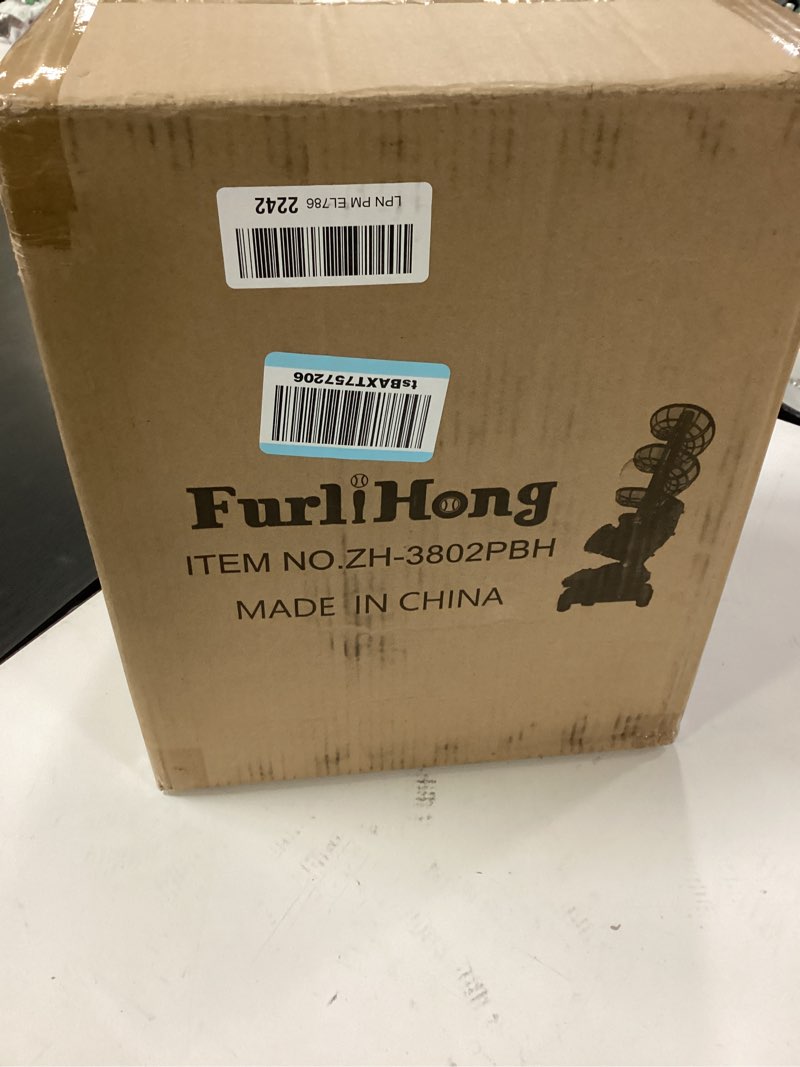 LPN PM EL786 2242
tsBAXT757206
FurliHong
ITEM NO.ZH-3802PBH
MADE IN CHINA